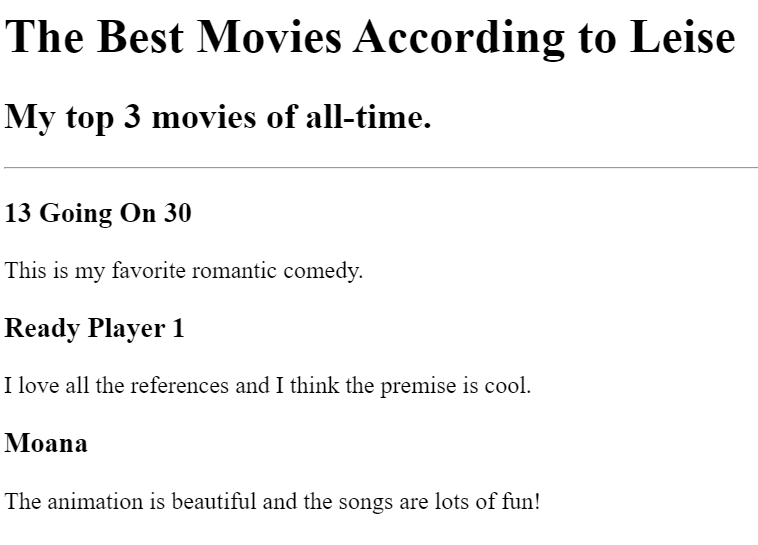 The Best Movies According to Leise
My top 3 movies of all-time.
13 Going On 30
This is my favorite romantic comedy.
Ready Player 1
I love all the references and I think the premise is cool.
Moana
The animation is beautiful and the songs are lots of fun!